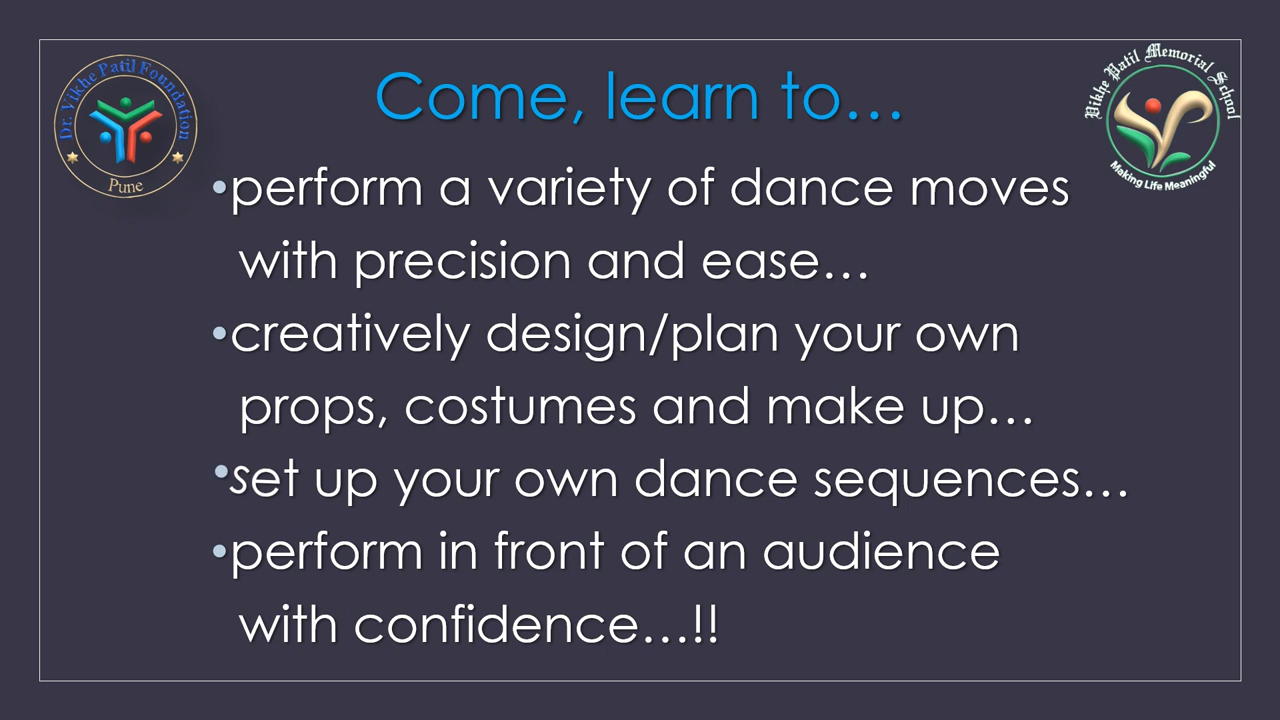 Dr. Vikhe Patil Foundation
Pune
Come, learn to…
Vikhe Patil Memorial School
Making Life Meaningful
•perform a variety of dance moves
with precision and ease…
•creatively design/plan your own
props, costumes and make up…
•set up your own dance sequences…
•perform in front of an audience
with confidence…!!